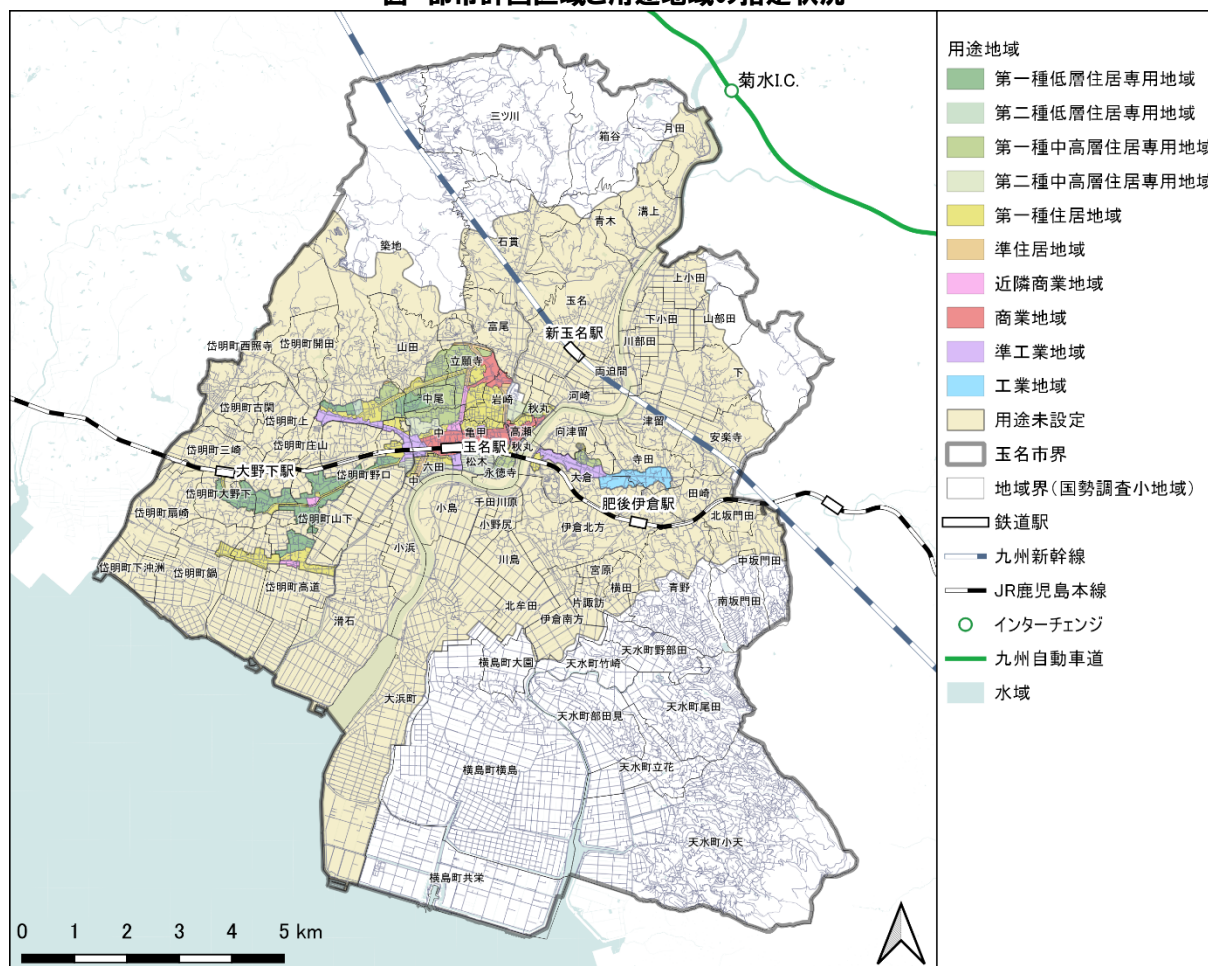 図 都市計画区域と用途地域の指定状況
菊水I.C.
三ツ川
箱谷
月田
青木
溝上
石貫
築地
上小田
玉名
下小田
山部田
富尾
新玉名駅
川部田
岱明町西照寺
岱明町開田
山田
立願寺
両迫間
下
中尾
岩崎
河崎
岱明町古閑
秋丸
津留
岱明町上
中
亀甲
高瀬
向津留
安楽寺
岱明町三崎
岱明町庄山
玉名駅
秋丸
大野下駅
岱明町野口
六田
松木
永徳寺
寺田
中
大倉
田崎
岱明町大野下
千田川原
肥後伊倉駅
岱明町扇崎
岱明町山下
小島
小野尻
伊倉北方
北坂門田
小浜
川島
中坂門田
岱明町下沖洲
岱明町鍋
岱明町高道
宮原
横田
青野
滑石
北牟田
片諏訪
南坂門田
伊倉南方
横島町大園
天水町竹崎
天水町野部田
大浜町
天水町部田見
天水町尾田
横島町横島
天水町立花
天水町小天
横島町共栄
0 1 2 3 4 5 km
用途地域
第一種低層住居専用地域
第二種低層住居専用地域
第一種中高層住居専用地域
第二種中高層住居専用地域
第一種住居地域
準住居地域
近隣商業地域
商業地域
準工業地域
工業地域
用途未設定
玉名市界
地域界(国勢調査小地域)
鉄道駅
九州新幹線
JR鹿児島本線
インターチェンジ
九州自動車道
水域